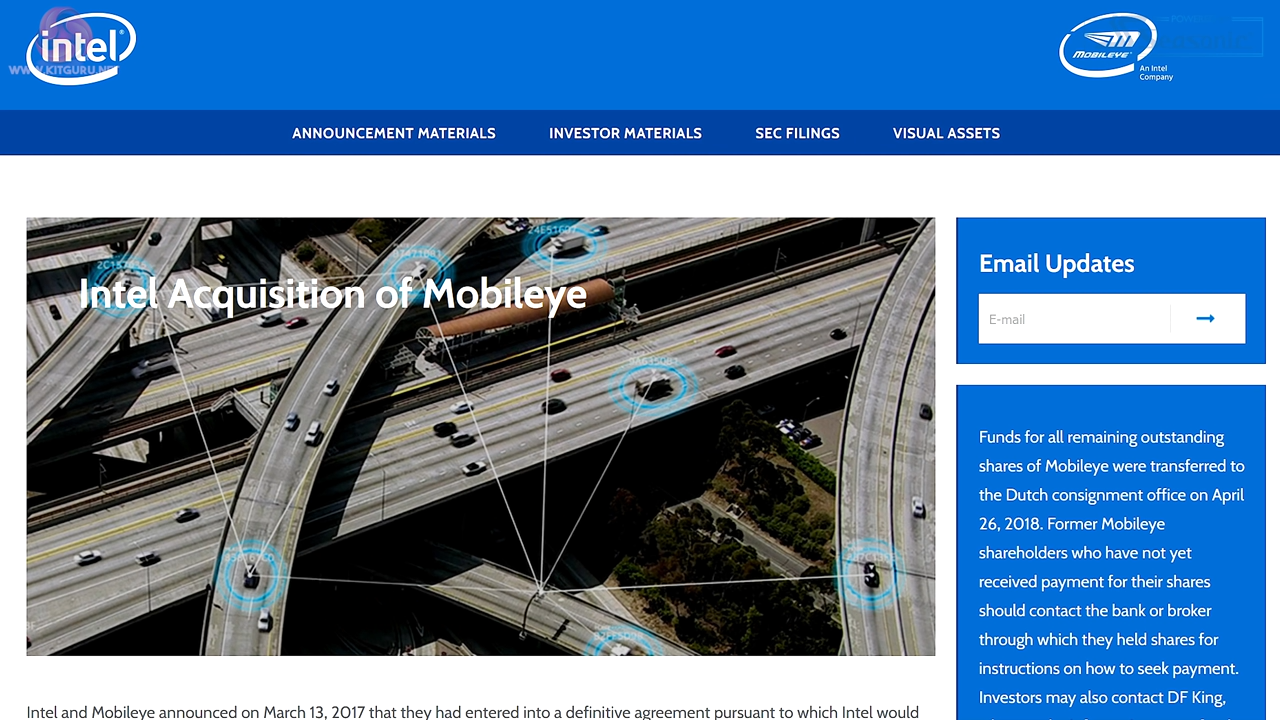 intel
WWW.KITGURU.NET
MOBILEYE
An Intel
Company
ANNOUNCEMENT MATERIALS
INVESTOR MATERIALS
SEC FILINGS
VISUAL ASSETS
24E51607
Intel Acquisition of Mobileye
Email Updates
E-mail
Funds for all remaining outstanding
shares of Mobileye were transferred to
the Dutch consignment office on April
26, 2018. Former Mobileye
shareholders who have not yet
received payment for their shares
should contact the bank or broker
through which they held shares for
instructions on how to seek payment.
Investors may also contact DF King,
Intel and Mobileye announced on March 13, 2017 that they had entered into a definitive agreement pursuant to which Intel would